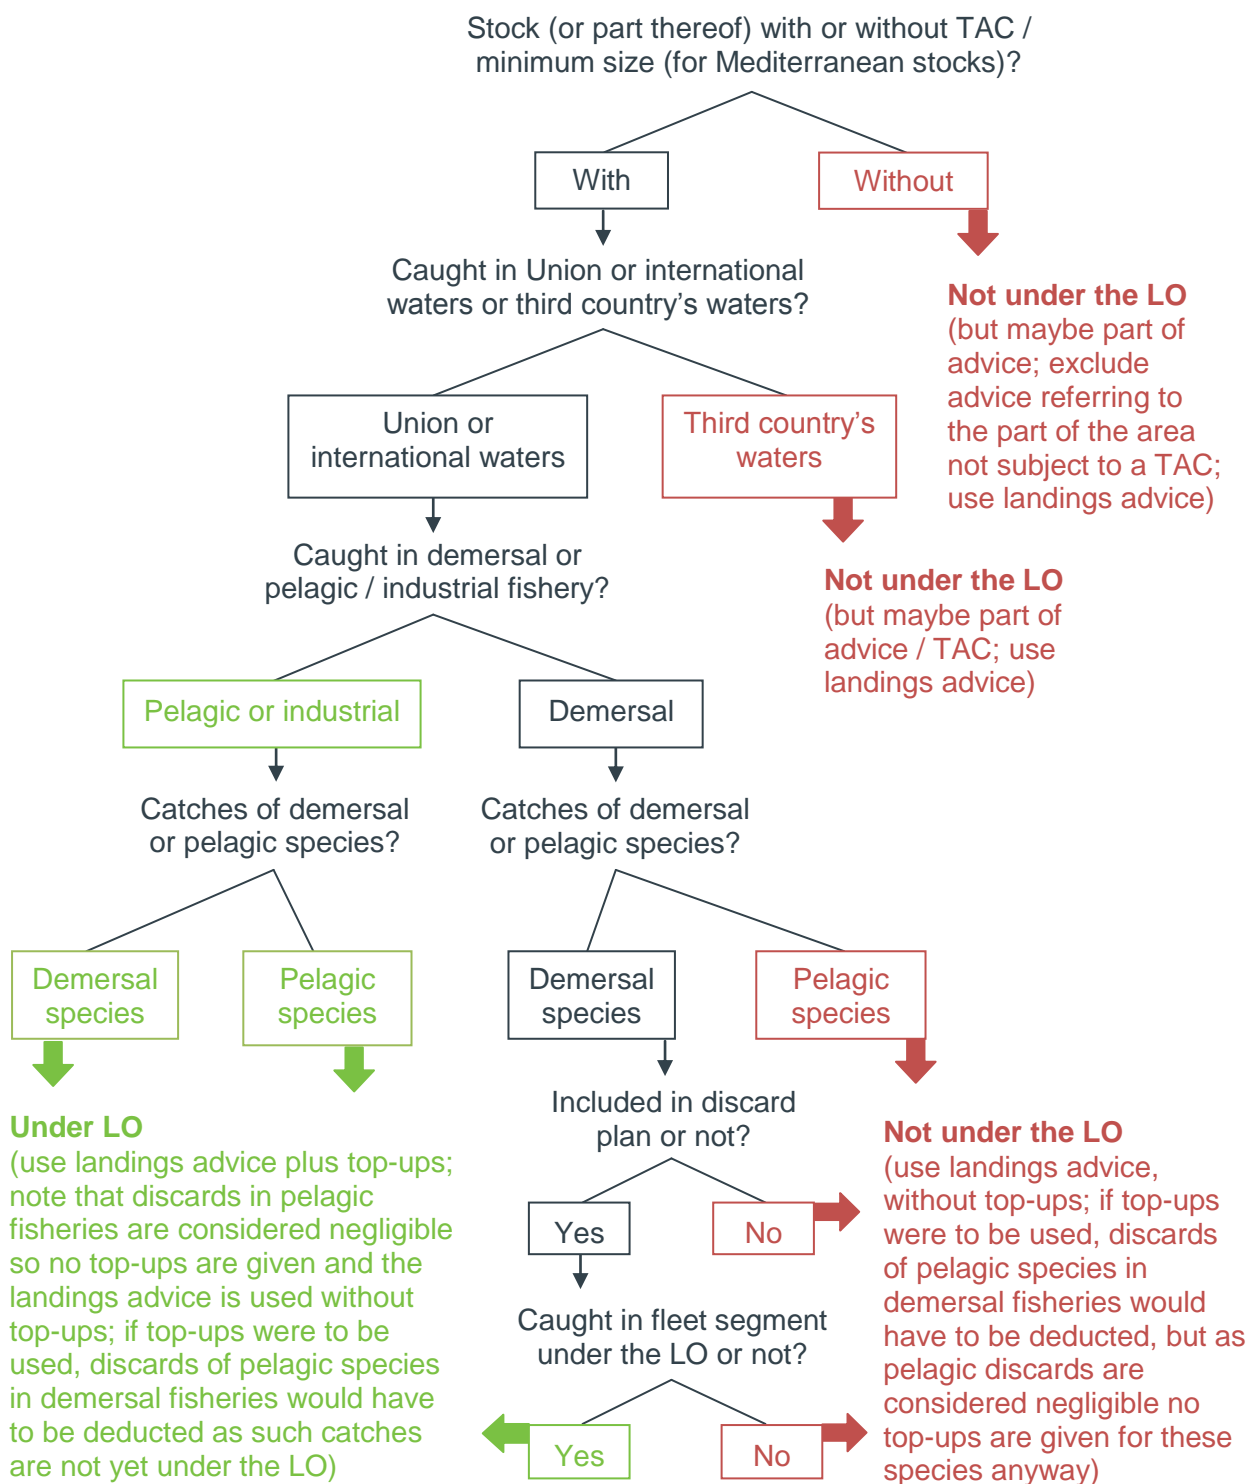 Stock (or part thereof) with or without TAC /
minimum size (for Mediterranean stocks)?
With
Without
Caught in Union or international
waters or third country's waters?
Not under the LO
(but maybe part of
advice; exclude
advice referring to
the part of the area
not subject to a TAC;
use landings advice)
Union or
international waters
Third country's
waters
Caught in demersal or
pelagic / industrial fishery?
Not under the LO
(but maybe part of
advice / TAC; use
landings advice)
Pelagic or industrial
Demersal
Catches of demersal
or pelagic species?
Catches of demersal
or pelagic species?
Demersal
species
Pelagic
species
Demersal
species
Pelagic
species
Under LO
(use landings advice plus top-ups;
note that discards in pelagic
fisheries are considered negligible
so no top-ups are given and the
landings advice is used without
top-ups; if top-ups were to be
used, discards of pelagic species
in demersal fisheries would have
to be deducted as such catches
are not yet under the LO)
Included in discard
plan or not?
Yes
No
Caught in fleet segment
under the LO or not?
Yes
No
Not under the LO
(use landings advice,
without top-ups; if top-ups
were to be used, discards
of pelagic species in
demersal fisheries would
have to be deducted, but as
pelagic discards are
considered negligible no
top-ups are given for these
species anyway)